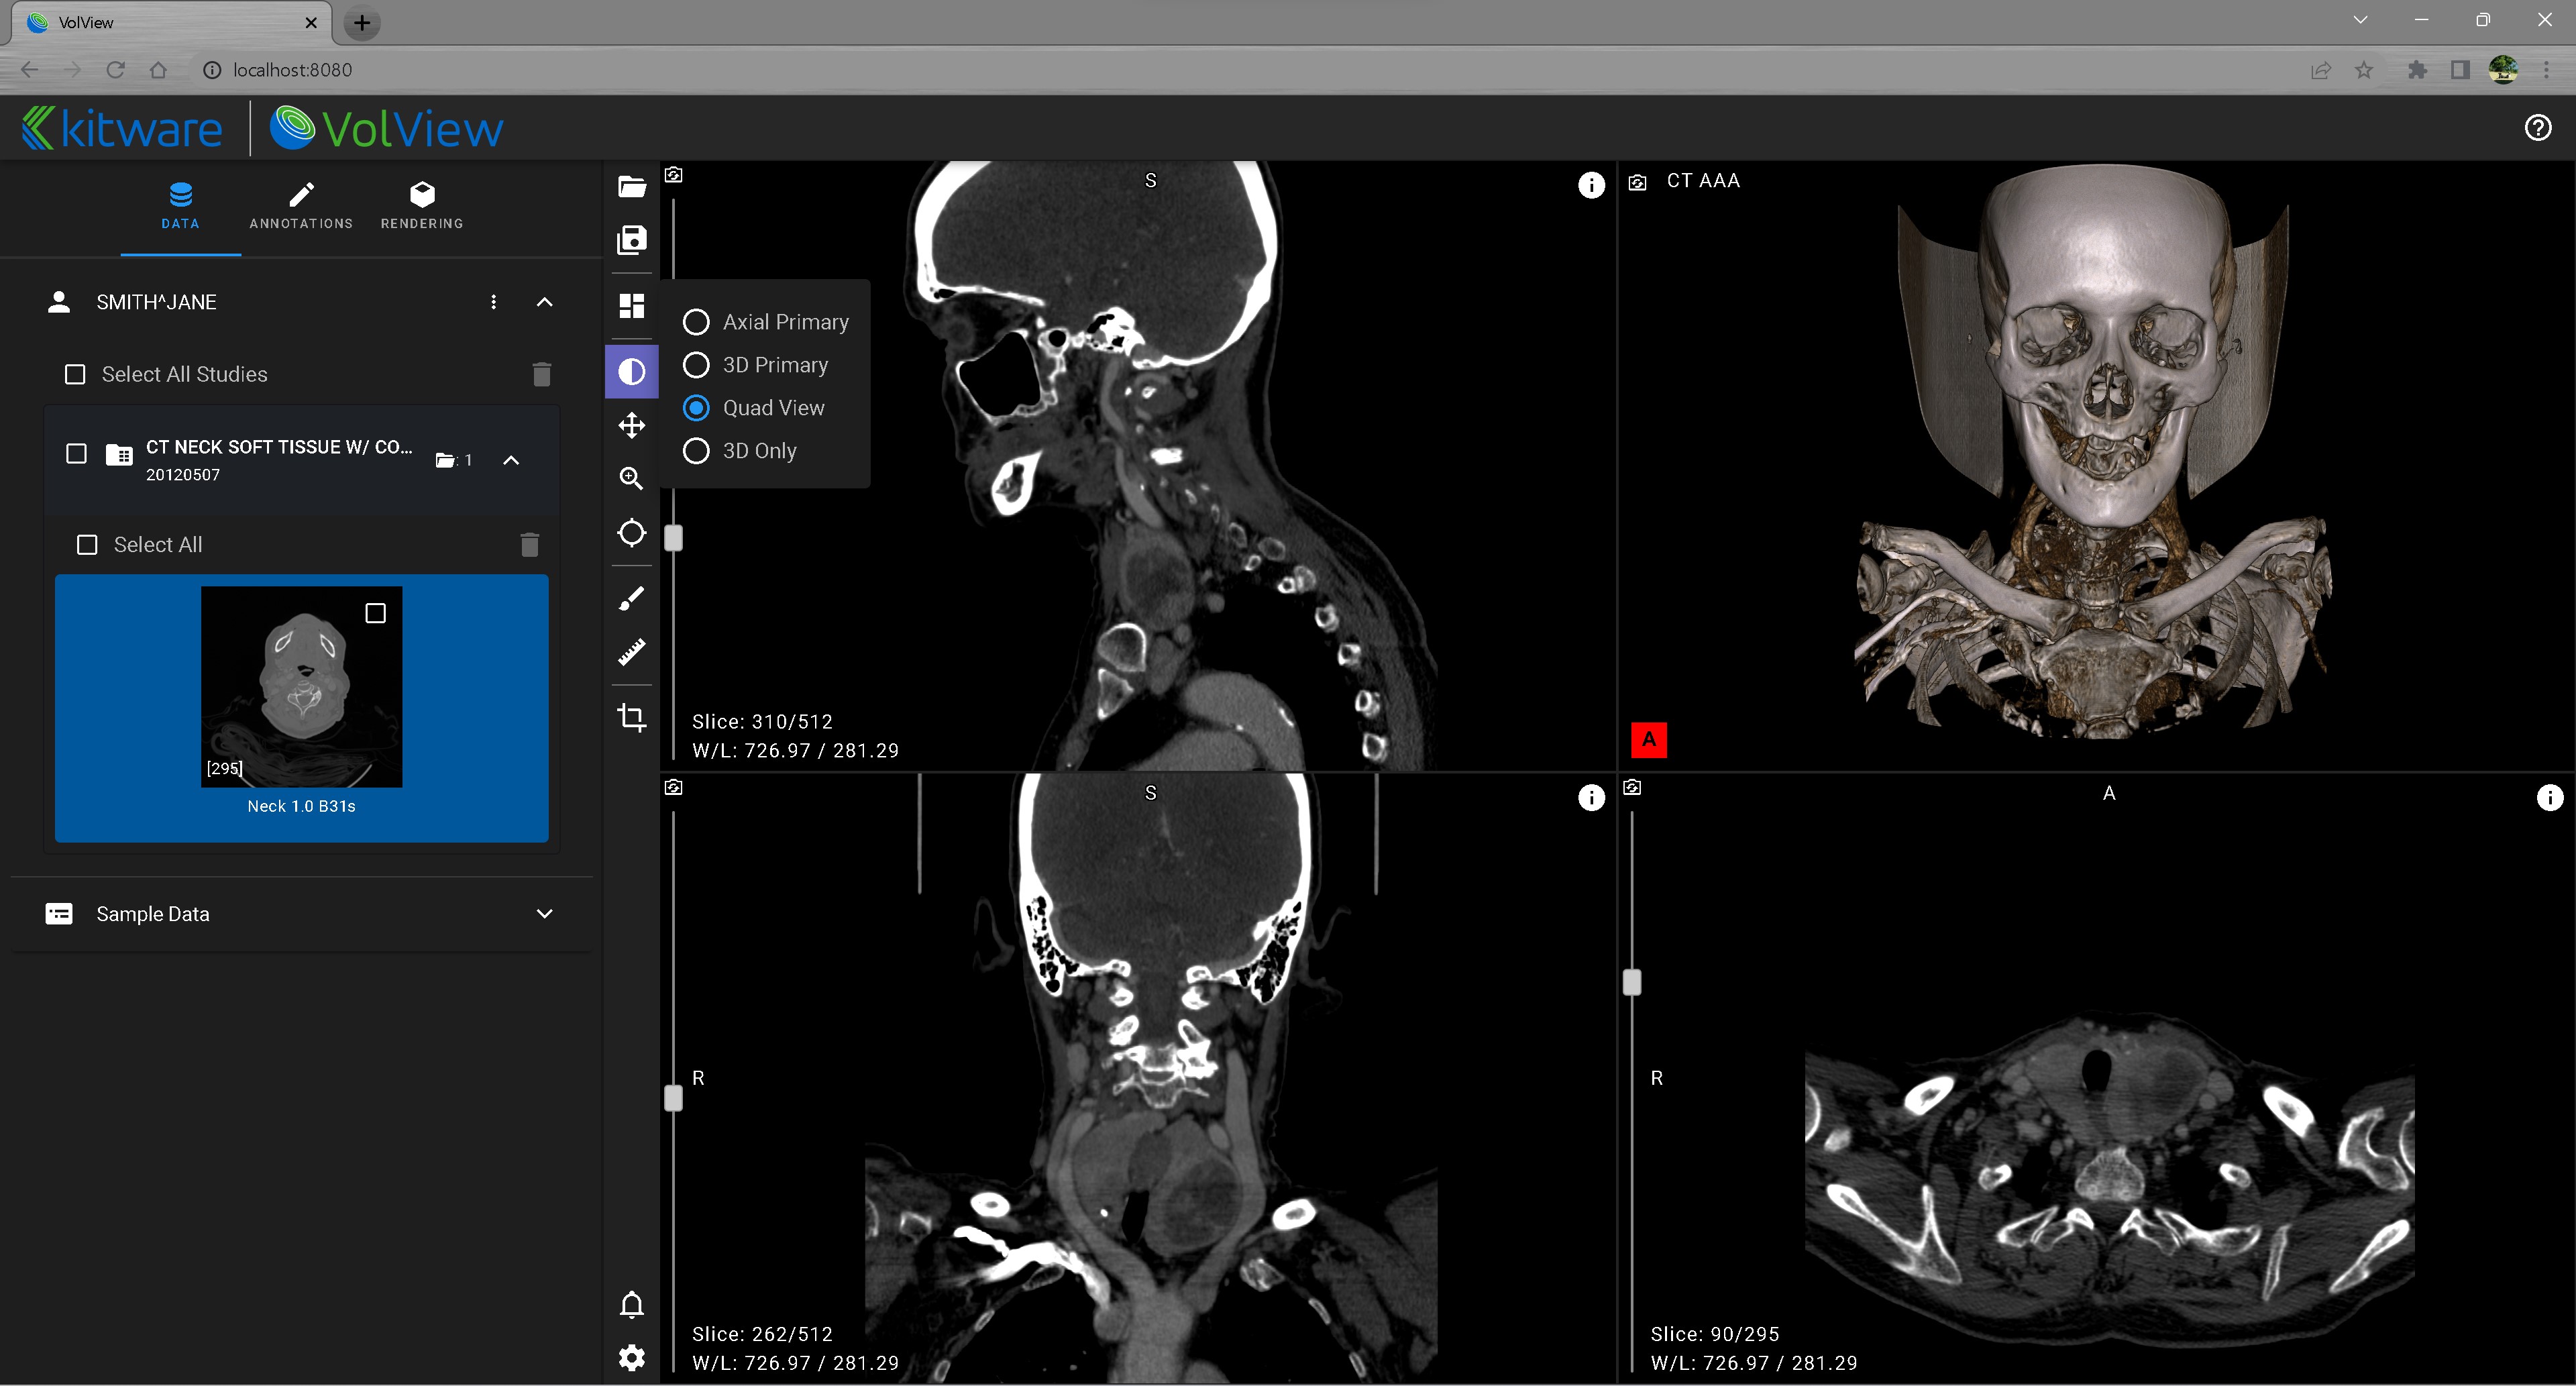 VolView
localhost:8080
kitware
VolView
DATA
ANNOTATIONS
RENDERING
SMITH^JANE
Select All Studies
CT NECK SOFT TISSUE W/ CO...
20120507
: 1
Select All
[295]
Neck 1.0 B31s
Sample Data
Axial Primary
3D Primary
Quad View
3D Only
S
Slice: 310/512
W/L: 726.97 / 281.29
CT AAA
A
S
R
Slice: 262/512
W/L: 726.97 / 281.29
A
R
Slice: 90/295
W/L: 726.97 / 281.29